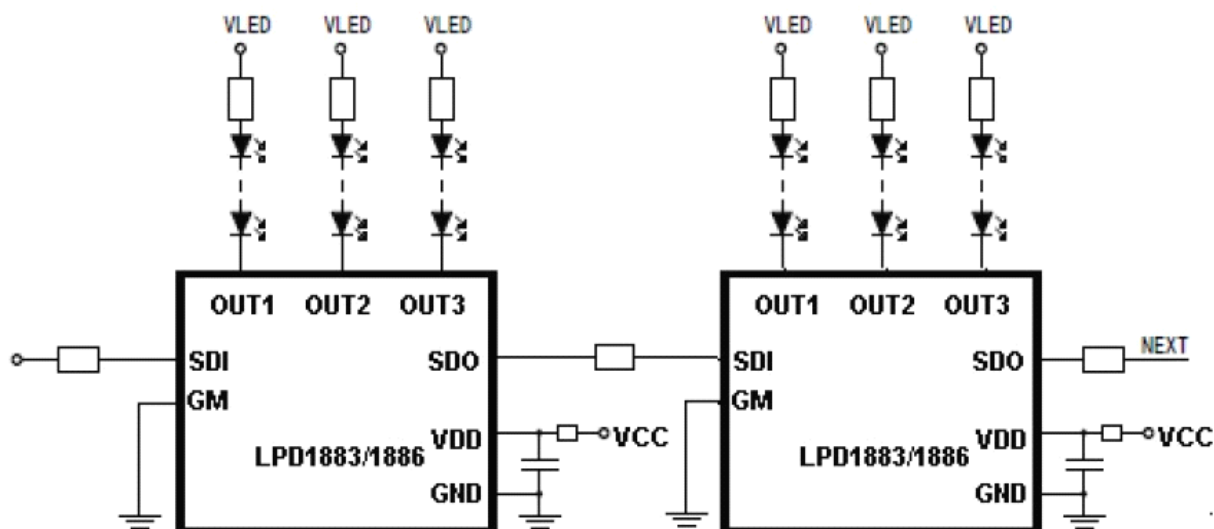 VLED VLED VLED VLED VLED VLED
OUT1 OUT2 OUT3 OUT1 OUT2 OUT3
SDI SDO SDI SDO NEXT
GM GM
VDD VCC VDD VCC
LPD1883/1886 LPD1883/1886
GND GND